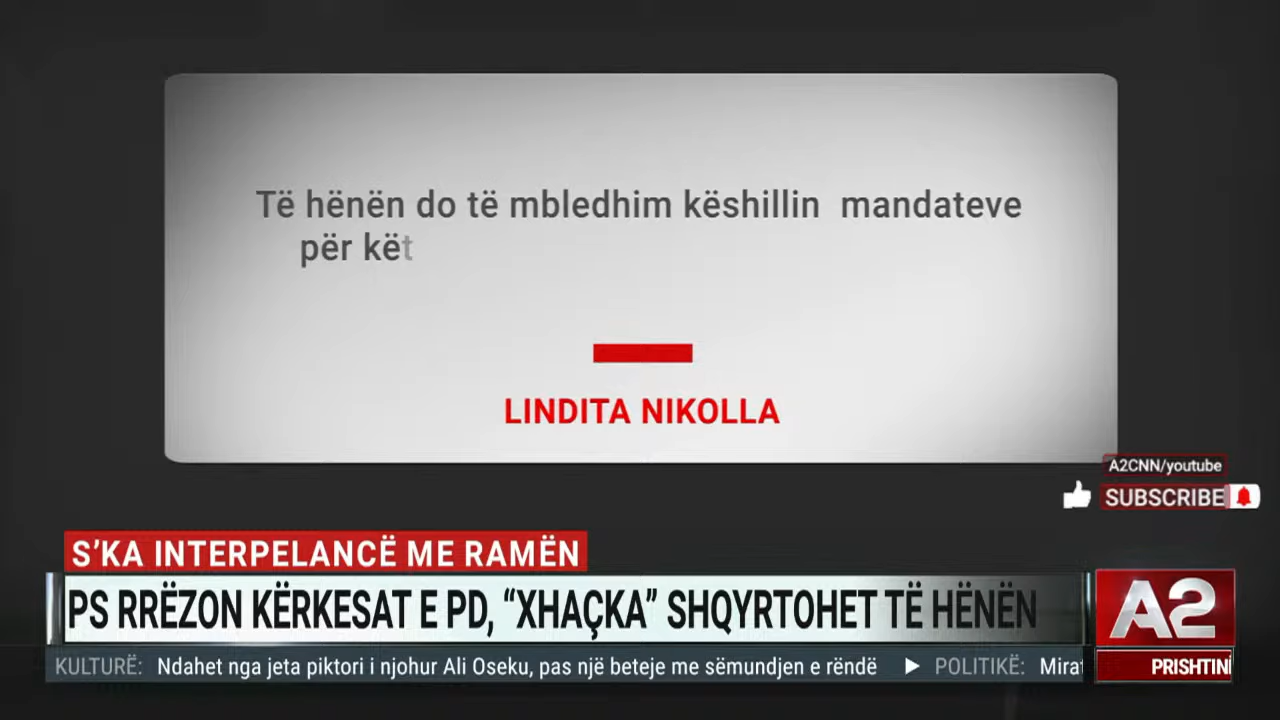 Të hënën do të mbledhim këshillin mandateve
për kët
LINDITA NIKOLLA
A2CNN/youtube
SUBSCRIBE
S’KA INTERPELANCË ME RAMËN
PS RRËZON KËRKESAT E PD, “XHAÇKA” SHQYRTOHET TË HËNËN
A2
KULTURË: Ndahet nga jeta piktori i njohur Ali Oseku, pas një beteje me sëmundjen e rëndë ▶ POLITIKË: